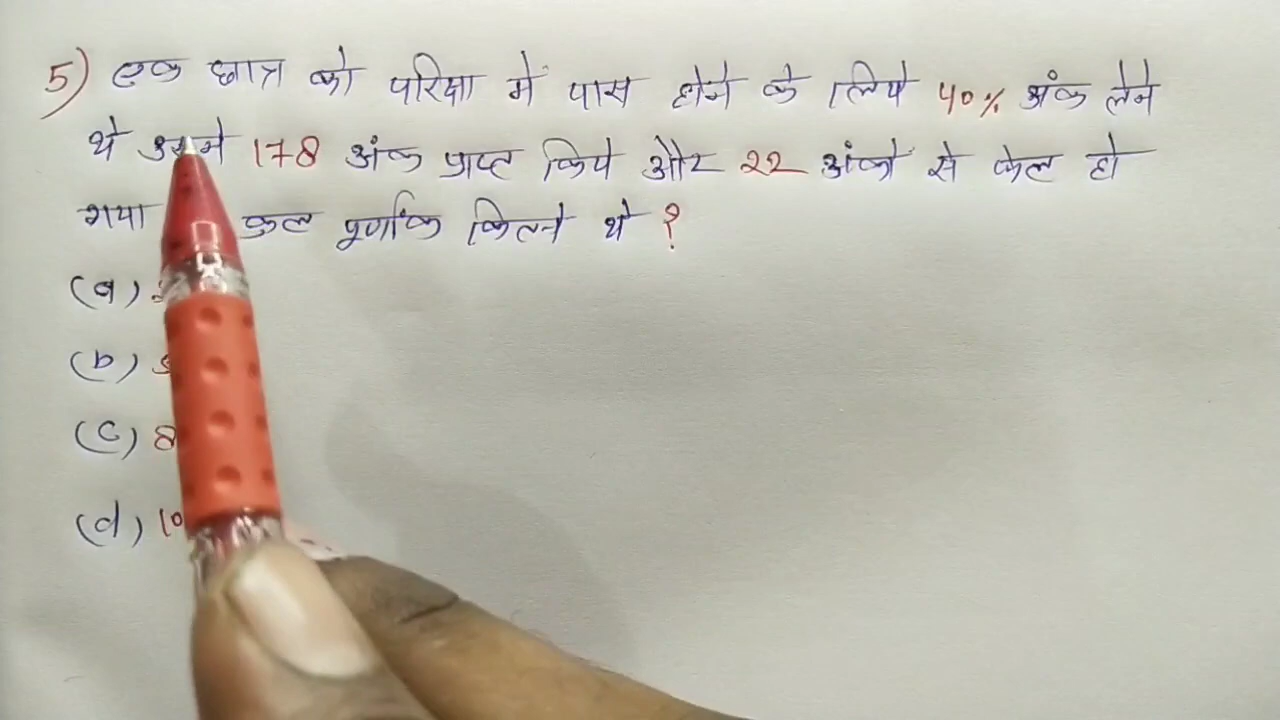 5) एक छात्र को परिक्षा में पास होने के लिये 40% अंक लेने
थे उसने 178 अंक प्राप्त किये और 22 अंको से फेल हो
गया कुल पूर्णांक कितने थे ?
(a)
(b)
(c) 8
(d) 10